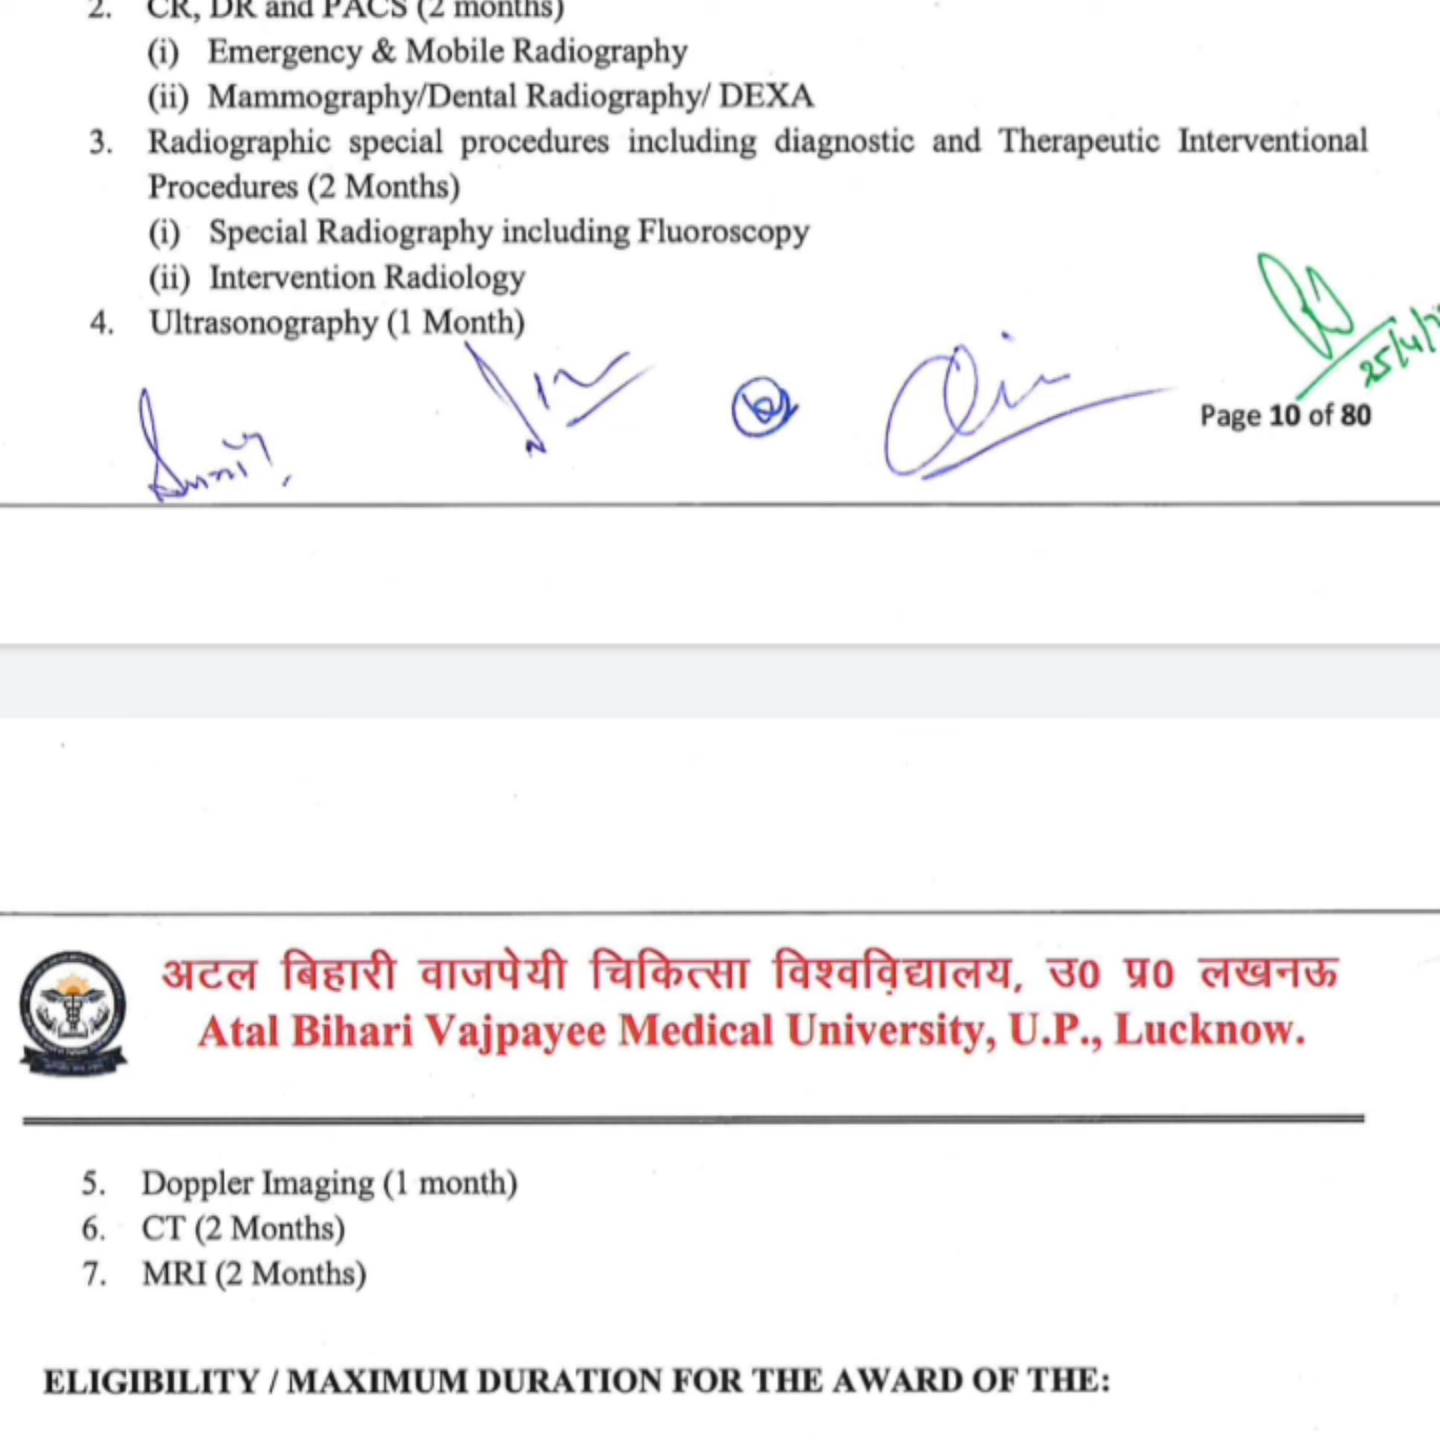 2. CR, DR and PACS (2 months)
(i) Emergency & Mobile Radiography
(ii) Mammography/Dental Radiography/ DEXA
3. Radiographic special procedures including diagnostic and Therapeutic Interventional
Procedures (2 Months)
(i) Special Radiography including Fluoroscopy
(ii) Intervention Radiology
4. Ultrasonography (1 Month)
25/4/
Page 10 of 80
अटल बिहारी वाजपेयी चिकित्सा विश्वविद्यालय, उ0 प्र0 लखनऊ
Atal Bihari Vajpayee Medical University, U.P., Lucknow.
5. Doppler Imaging (1 month)
6. CT (2 Months)
7. MRI (2 Months)
ELIGIBILITY / MAXIMUM DURATION FOR THE AWARD OF THE: